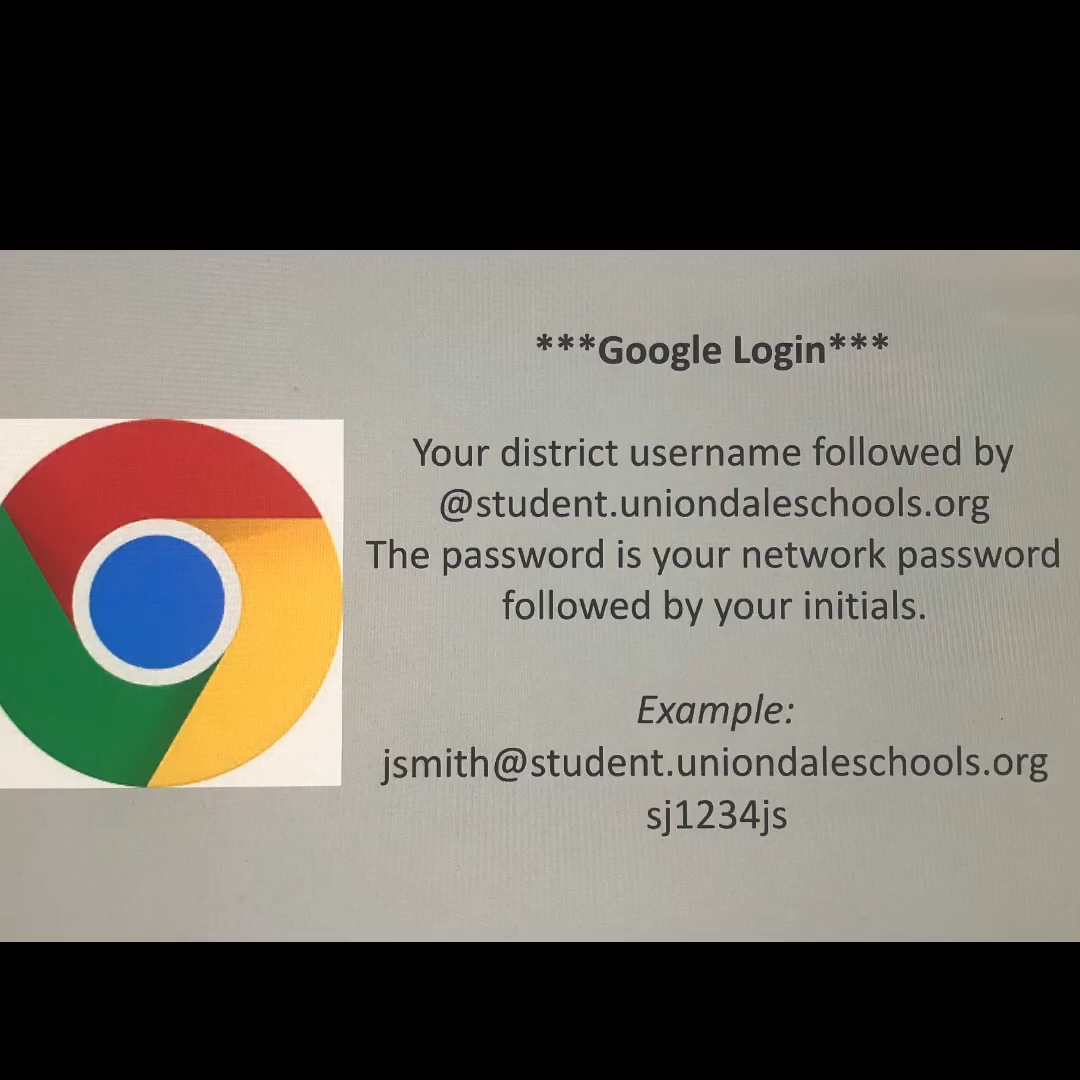 ***Google Login***
Your district username followed by
@student.uniondaleschools.org
The password is your network password
followed by your initials.
Example:
jsmith@student.uniondaleschools.org
sj1234js